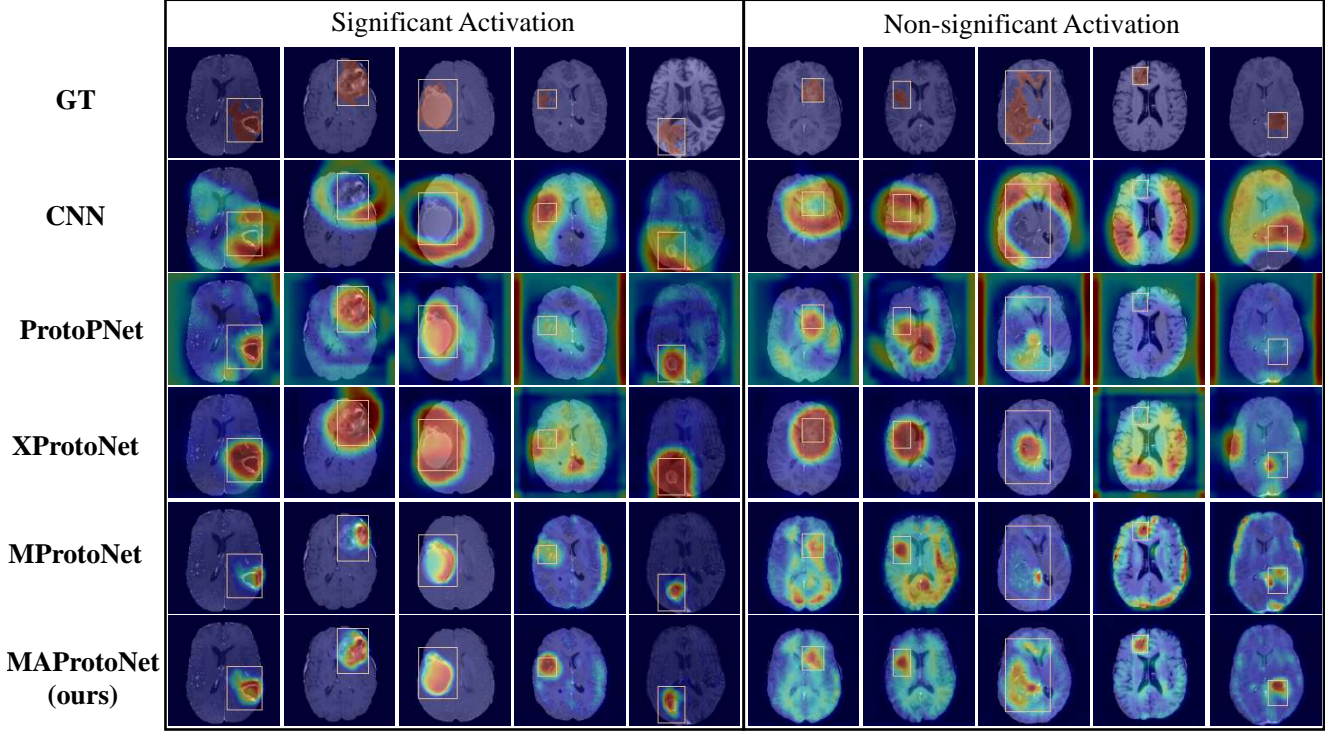 Significant Activation
Non-significant Activation
GT
CNN
ProtoPNet
XProtoNet
MProtoNet
MAProtoNet
(ours)